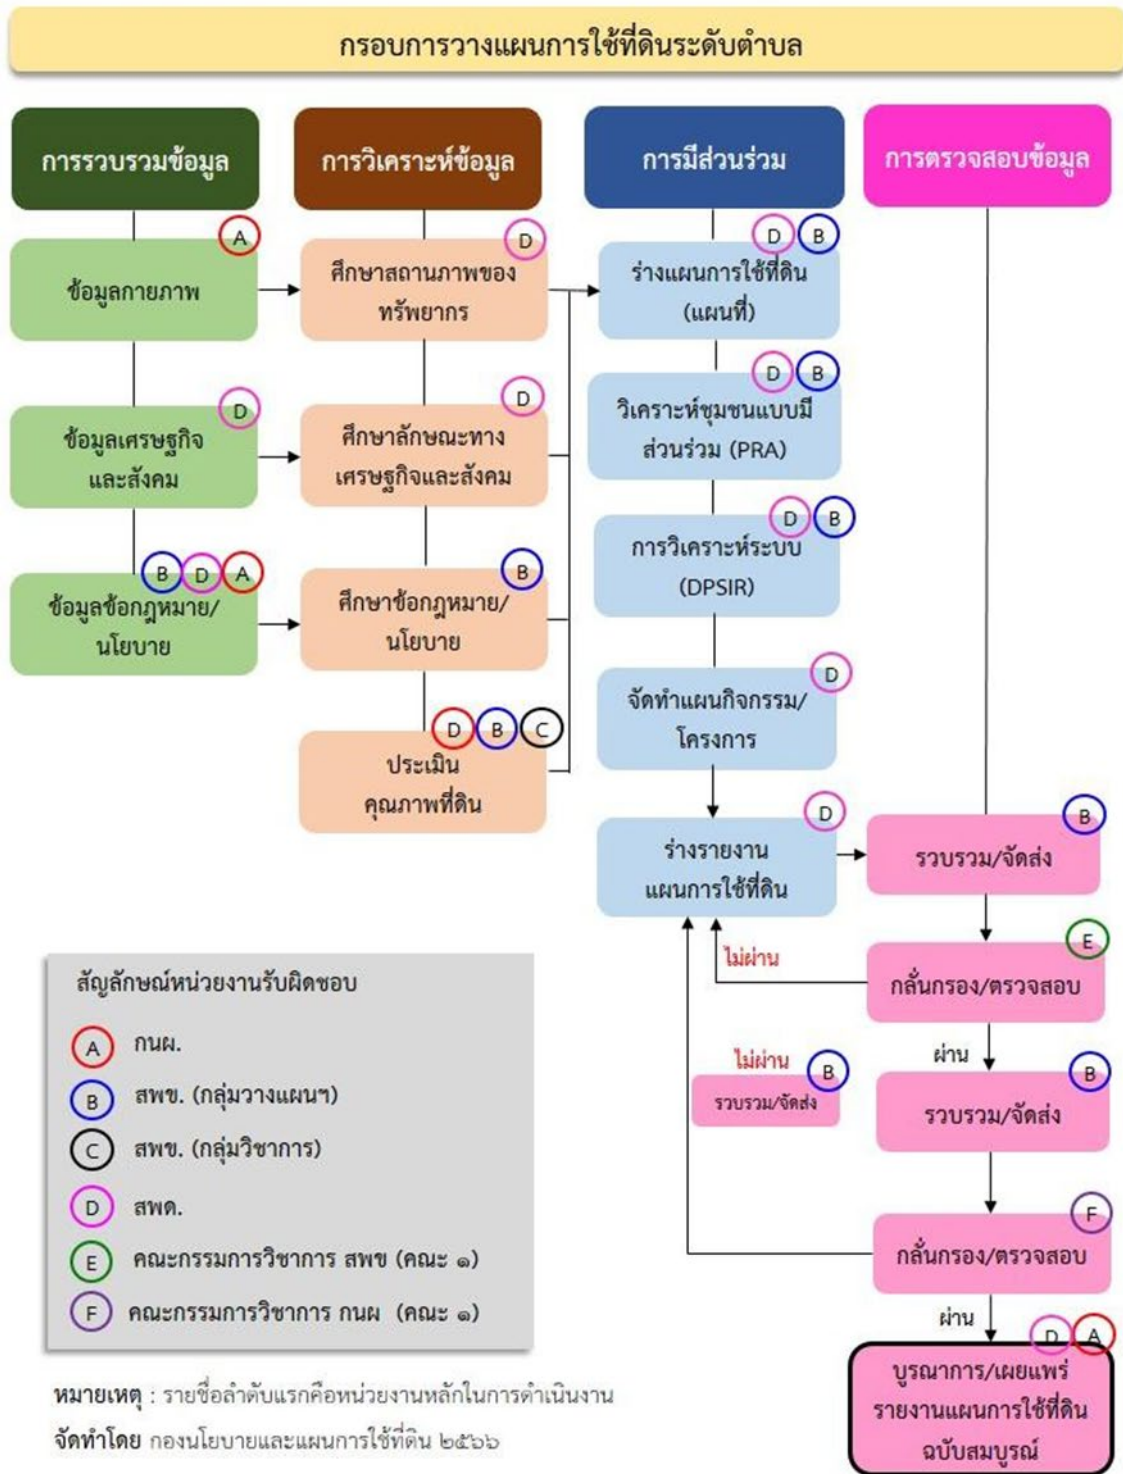 กรอบการวางแผนการใช้ที่ดินระดับตำบล
การรวบรวมข้อมูล
A
ข้อมูลกายภาพ
D
ข้อมูลเศรษฐกิจ
และสังคม
B D A
ข้อมูลข้อกฎหมาย/
นโยบาย
การวิเคราะห์ข้อมูล
D
ศึกษาสถานภาพของ
ทรัพยากร
D
ศึกษาลักษณะทาง
เศรษฐกิจและสังคม
B
ศึกษาข้อกฎหมาย/
นโยบาย
D B C
ประเมิน
คุณภาพที่ดิน
การมีส่วนร่วม
D B
ร่างแผนการใช้ที่ดิน
(แผนที่)
D B
วิเคราะห์ชุมชนแบบมี
ส่วนร่วม (PRA)
D B
การวิเคราะห์ระบบ
(DPSIR)
D
จัดทำแผนกิจกรรม/
โครงการ
D
ร่างรายงาน
แผนการใช้ที่ดิน
การตรวจสอบข้อมูล
B
รวบรวม/จัดส่ง
E
กลั่นกรอง/ตรวจสอบ
ไม่ผ่าน
ผ่าน
B
รวบรวม/จัดส่ง
ไม่ผ่าน
B
รวบรวม/จัดส่ง
F
กลั่นกรอง/ตรวจสอบ
ผ่าน
D A
บูรณาการ/เผยแพร่
รายงานแผนการใช้ที่ดิน
ฉบับสมบูรณ์
สัญลักษณ์หน่วยงานรับผิดชอบ
A กนผ.
B สพข. (กลุ่มวางแผนฯ)
C สพข. (กลุ่มวิชาการ)
D สพด.
E คณะกรรมการวิชาการ สพข (คณะ ๑)
F คณะกรรมการวิชาการ กนผ (คณะ ๑)
หมายเหตุ : รายชื่อลำดับแรกคือหน่วยงานหลักในการดำเนินงาน
จัดทำโดย กองนโยบายและแผนการใช้ที่ดิน ๒๕๖๖